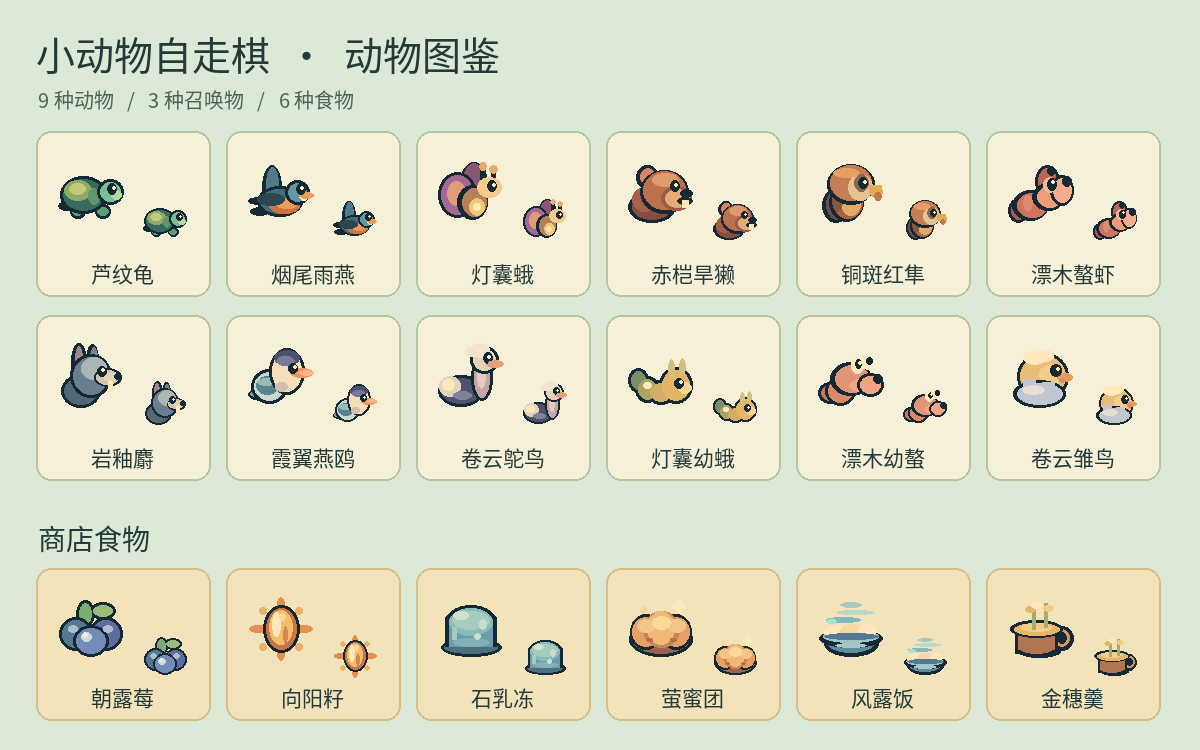 小动物自走棋 · 动物图鉴
9 种动物 / 3 种召唤物 / 6 种食物
芦纹龟 烟尾雨燕 灯囊蛾 赤桤旱獭 铜斑红隼 漂木螯虾
岩釉麝 霞翼燕鸥 卷云鸵鸟 灯囊幼蛾 漂木幼螯 卷云雏鸟
商店食物
朝露莓 向阳籽 石乳冻 萤蜜团 风露饭 金穗羹